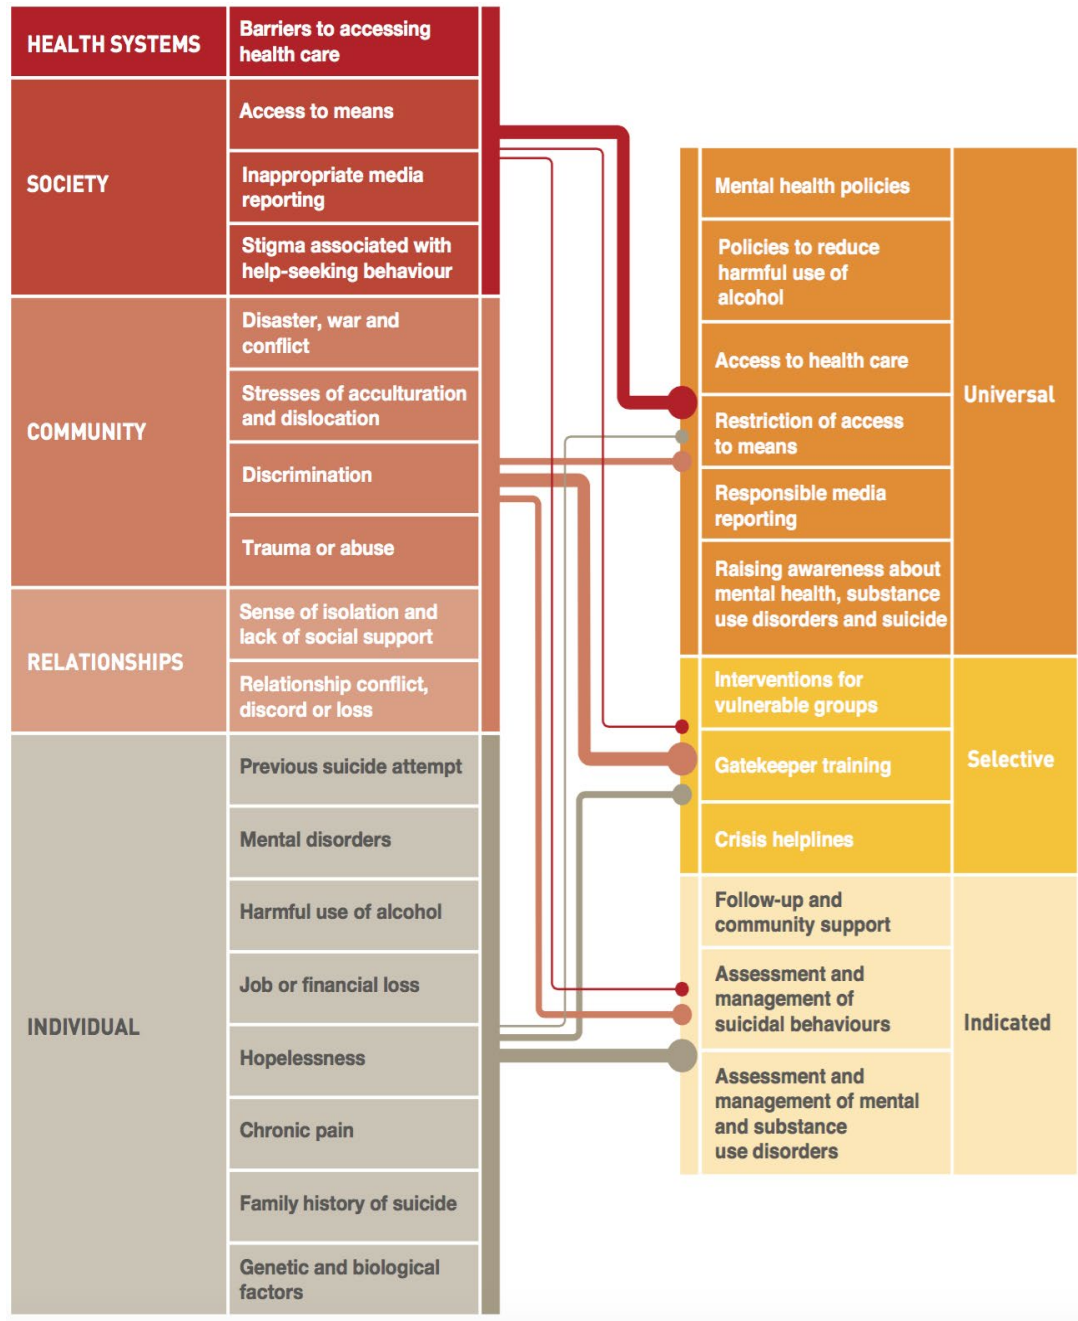 HEALTH SYSTEMS
Barriers to accessing
health care
SOCIETY
Access to means
Inappropriate media
reporting
Stigma associated with
help-seeking behaviour
COMMUNITY
Disaster, war and
conflict
Stresses of acculturation
and dislocation
Discrimination
Trauma or abuse
RELATIONSHIPS
Sense of isolation and
lack of social support
Relationship conflict,
discord or loss
INDIVIDUAL
Previous suicide attempt
Mental disorders
Harmful use of alcohol
Job or financial loss
Hopelessness
Chronic pain
Family history of suicide
Genetic and biological
factors
Mental health policies
Policies to reduce
harmful use of
alcohol
Access to health care
Restriction of access
to means
Responsible media
reporting
Raising awareness about
mental health, substance
use disorders and suicide
Universal
Interventions for
vulnerable groups
Gatekeeper training
Crisis helplines
Selective
Follow-up and
community support
Assessment and
management of
suicidal behaviours
Assessment and
management of mental
and substance
use disorders
Indicated